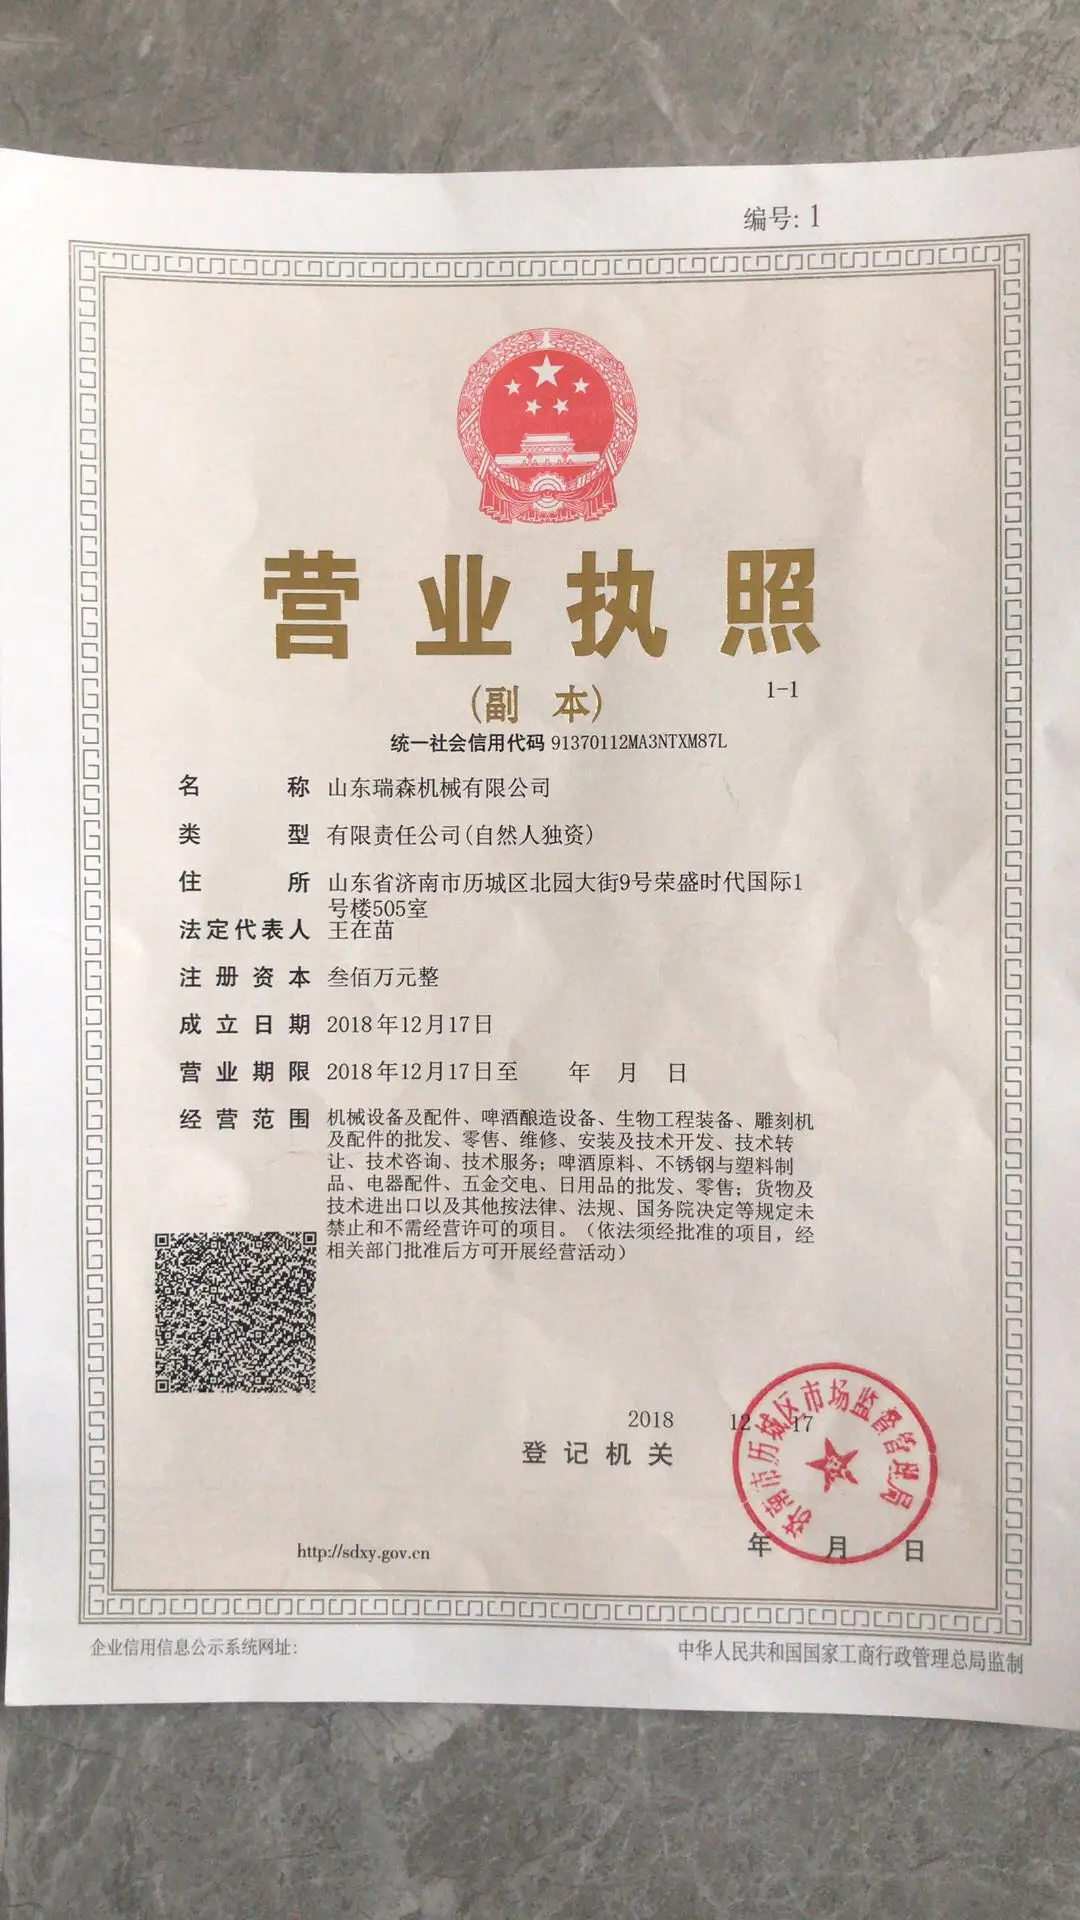 编号: 1
营业执照
(副 本)
1-1
统一社会信用代码 91370112MA3NTXM87L
名 称 山东瑞森机械有限公司
类 型 有限责任公司(自然人独资)
住 所 山东省济南市历城区北园大街9号荣盛时代国际1
号楼505室
法定代表人 王在苗
注册资本 叁佰万元整
成立日期 2018年12月17日
营业期限 2018年12月17日至 年 月 日
经营范围 机械设备及配件、啤酒酿造设备、生物工程装备、雕刻机
及配件的批发、零售、维修、安装及技术开发、技术转
让、技术咨询、技术服务；啤酒原料、不锈钢与塑料制
品、电器配件、五金交电、日用品的批发、零售；货物及
技术进出口以及其他按法律、法规、国务院决定等规定未
禁止和不需经营许可的项目。（依法须经批准的项目，经
相关部门批准后方可开展经营活动）
2018 12 17
登记机关
济南市历城区市场监督管理局
年 月 日
http://sdxy.gov.cn
企业信用信息公示系统网址:
中华人民共和国国家工商行政管理总局监制